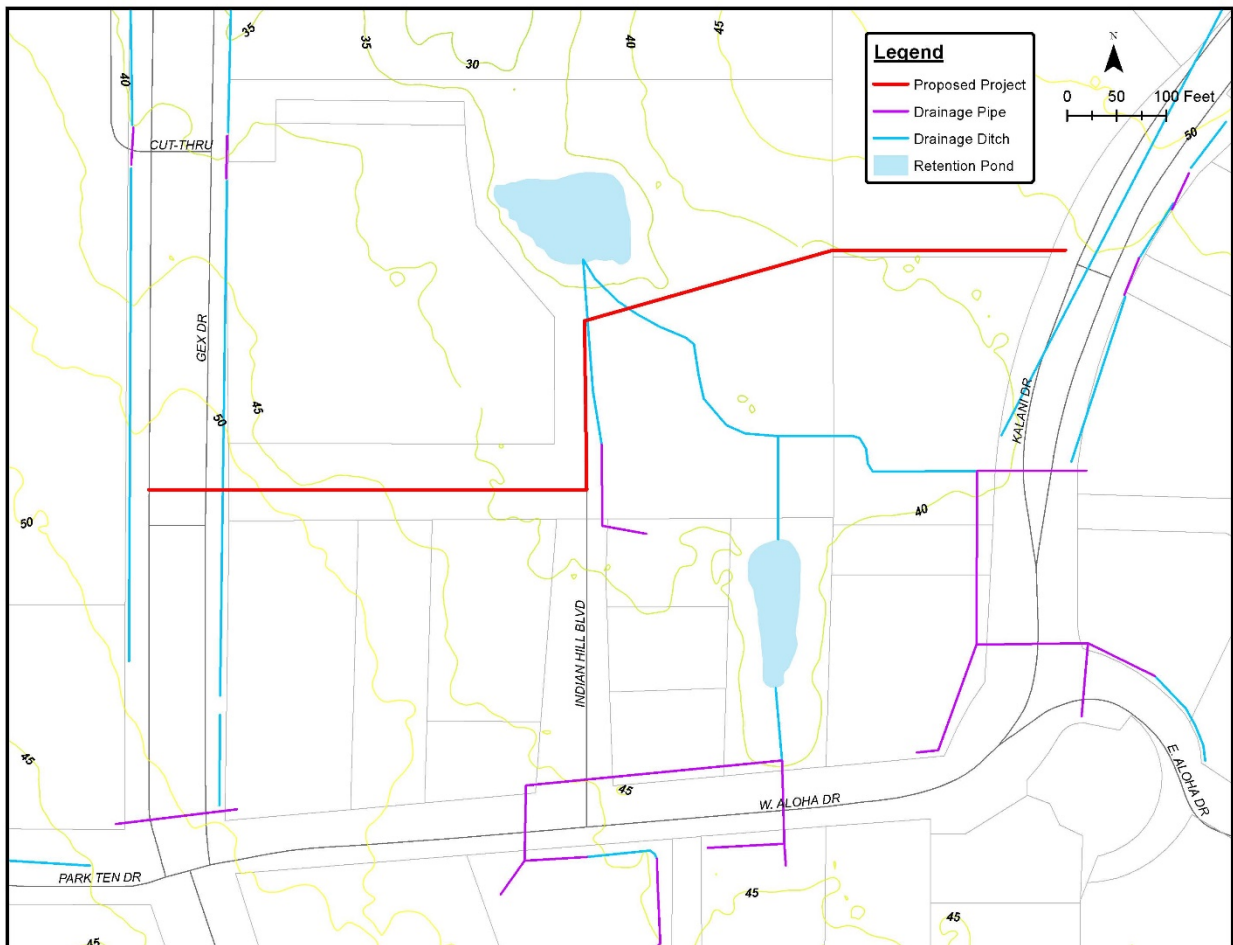 35
35
30
40
45
40
Legend
Proposed Project
Drainage Pipe
Drainage Ditch
Retention Pond
N
0 50 100 Feet
50
CUT-THRU
GEX DR
50
45
KALANI DR
50
40
INDIAN HILL BLVD
45
45
W. ALOHA DR
E. ALOHA DR
PARK TEN DR
45
45
45